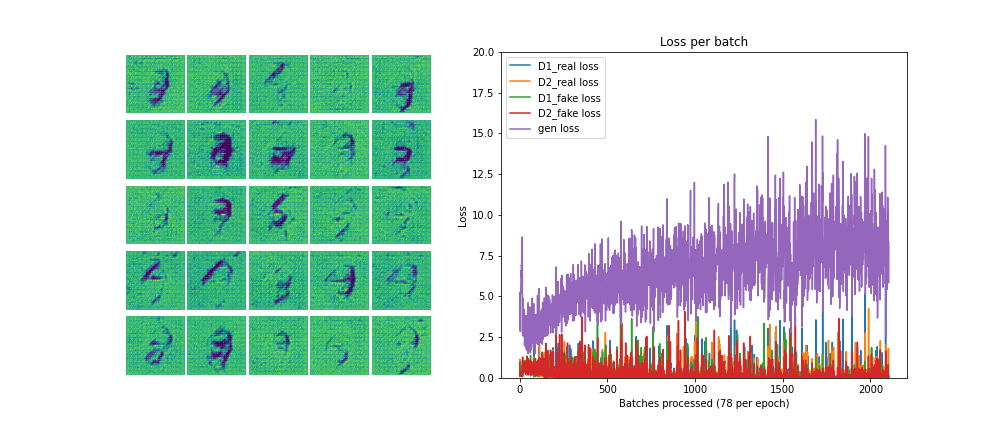 Loss per batch
20.0
17.5
15.0
12.5
10.0
7.5
5.0
2.5
0.0
Loss
D1_real loss
D2_real loss
D1_fake loss
D2_fake loss
gen loss
0 500 1000 1500 2000
Batches processed (78 per epoch)